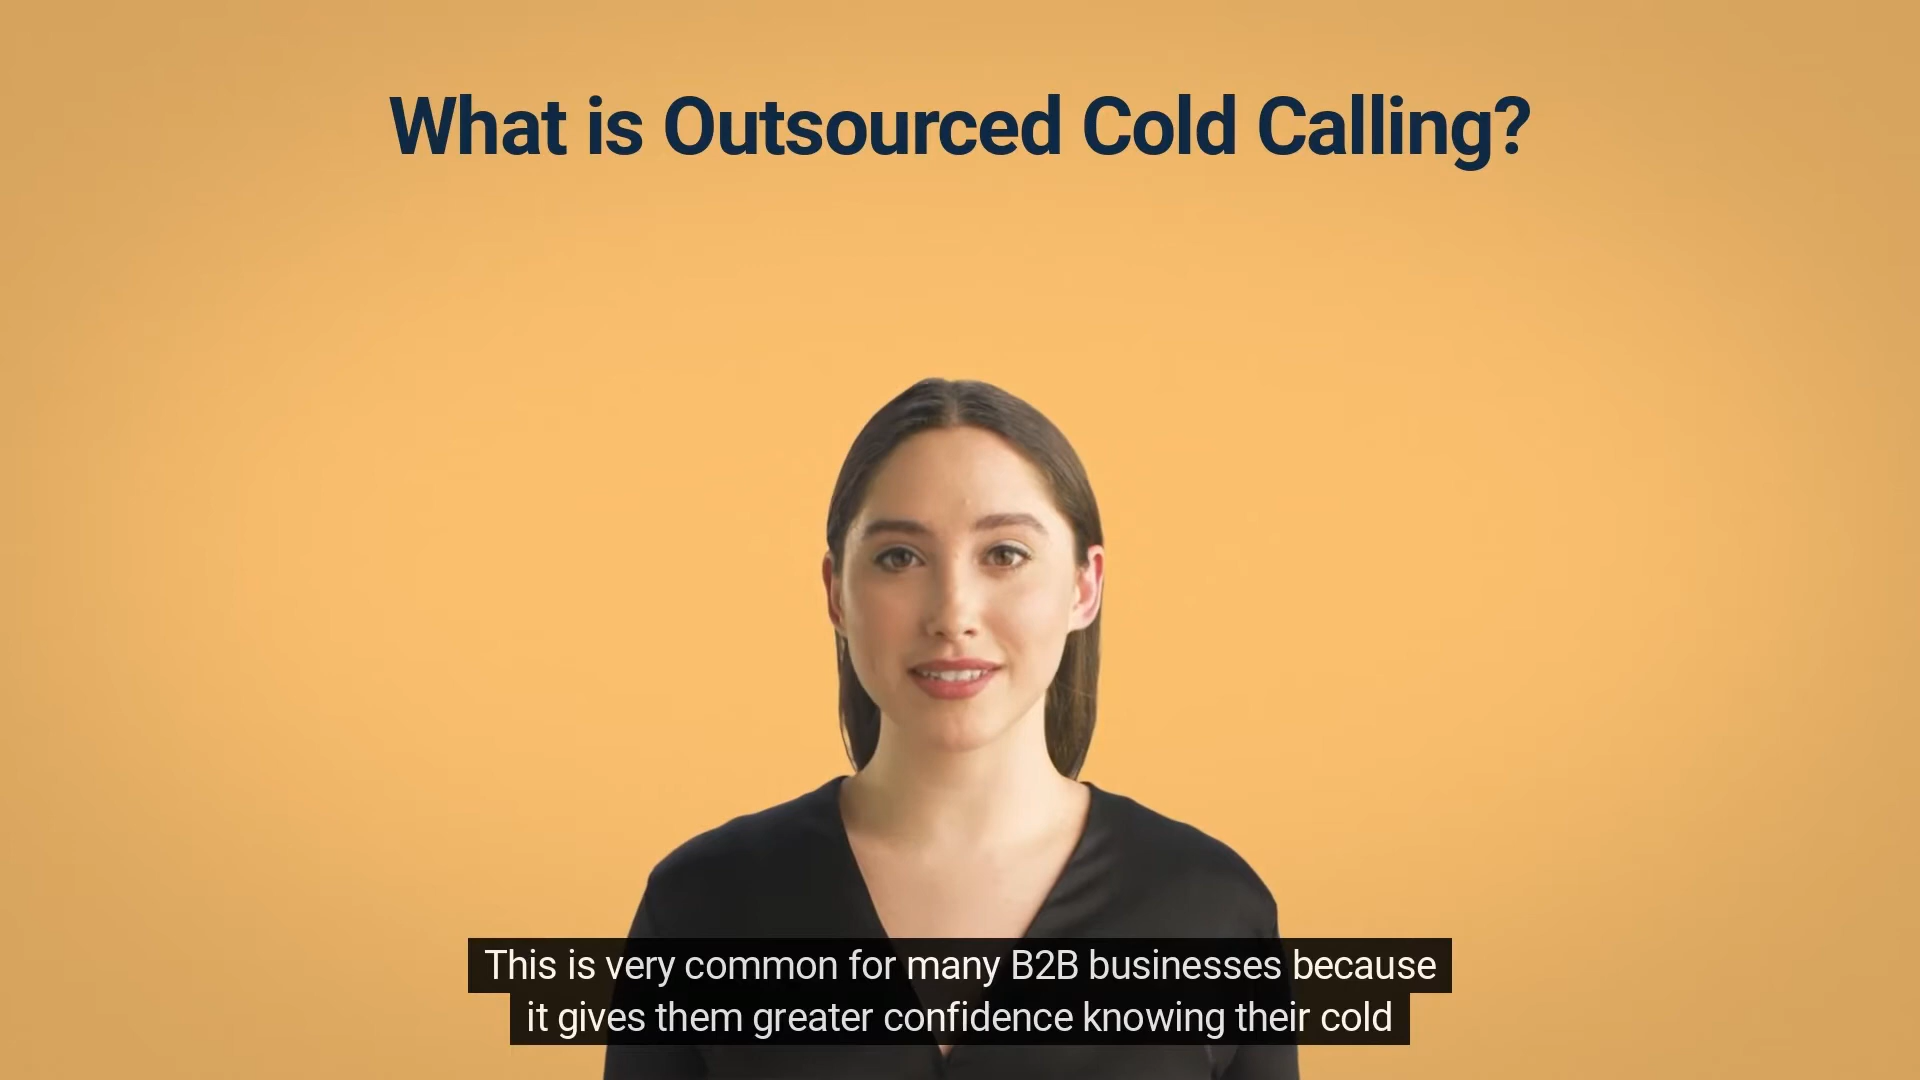 What is Outsourced Cold Calling?
This is very common for many B2B businesses because
it gives them greater confidence knowing their cold